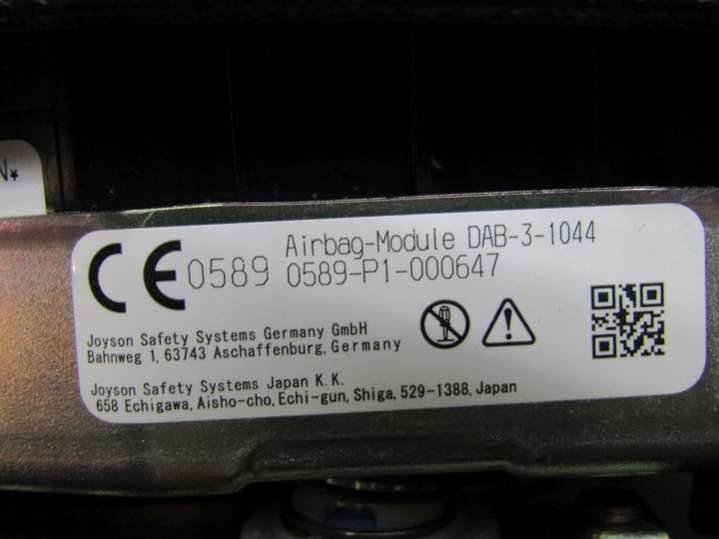 N*
CE 0589 Airbag-Module DAB-3-1044
0589-P1-000647
Joyson Safety Systems Germany GmbH
Bahnweg 1, 63743 Aschaffenburg, Germany
Joyson Safety Systems Japan K.K.
658 Echigawa, Aisho-cho, Echi-gun, Shiga, 529-1388, Japan